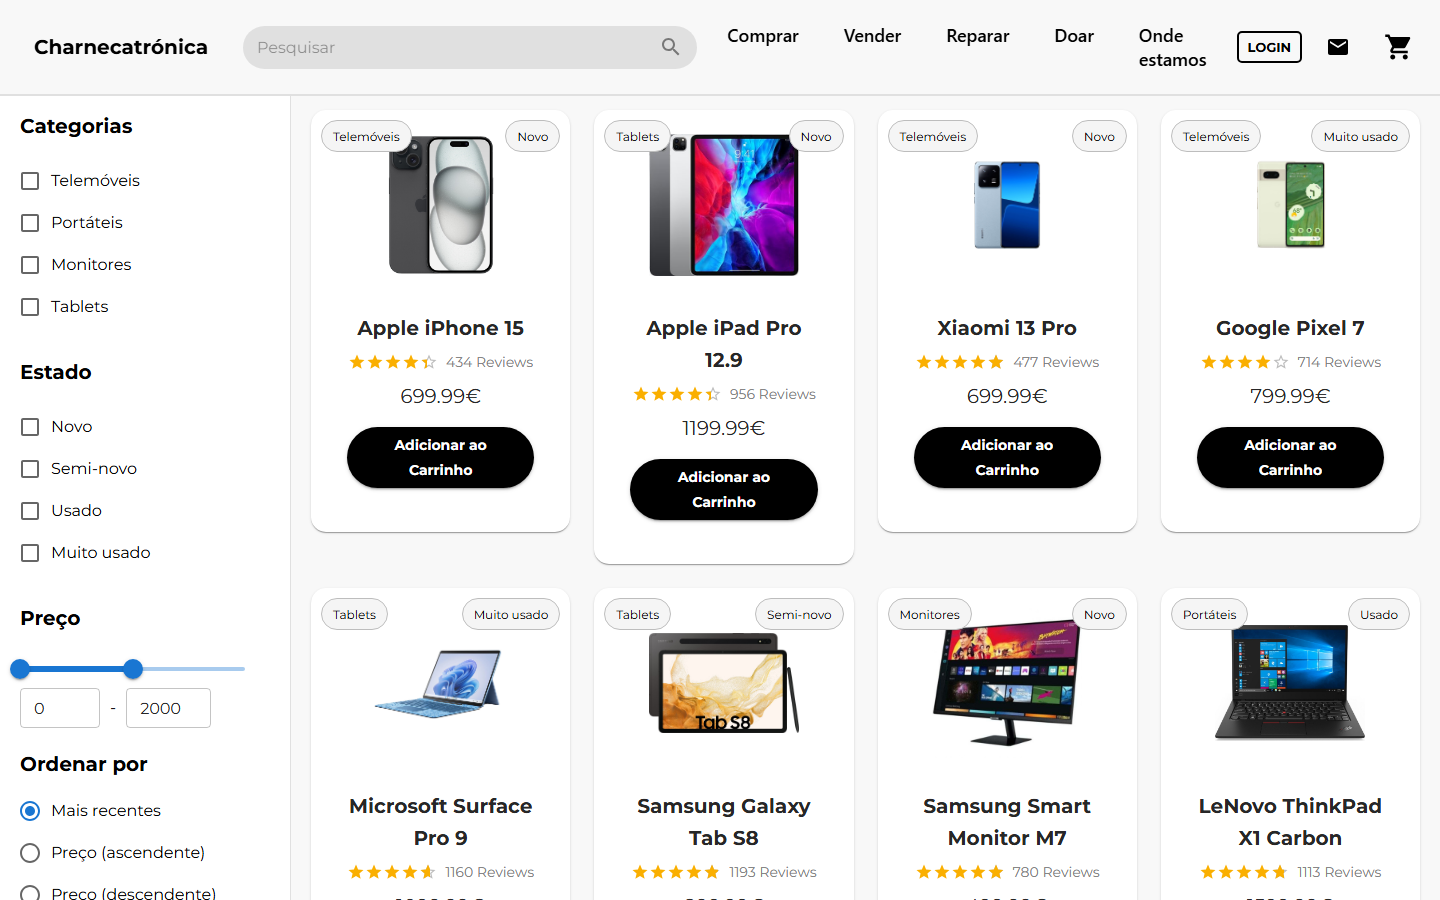 Charnecatrónica
Pesquisar
Comprar
Vender
Reparar
Doar
Onde
estamos
LOGIN
Categorias
Telemóveis
Portáteis
Monitores
Tablets
Estado
Novo
Semi-novo
Usado
Muito usado
Preço
0
-
2000
Ordenar por
Mais recentes
Preço (ascendente)
Preço (descendente)
Telemóveis
Novo
Apple iPhone 15
434 Reviews
699.99€
Adicionar ao
Carrinho
Tablets
Novo
9:41
Apple iPad Pro
12.9
956 Reviews
1199.99€
Adicionar ao
Carrinho
Telemóveis
Novo
Xiaomi 13 Pro
477 Reviews
699.99€
Adicionar ao
Carrinho
Telemóveis
Muito usado
Google Pixel 7
714 Reviews
799.99€
Adicionar ao
Carrinho
Tablets
Muito usado
Microsoft Surface
Pro 9
1160 Reviews
Tablets
Semi-novo
Tab S8
Samsung Galaxy
Tab S8
1193 Reviews
Monitores
Novo
Samsung Smart
Monitor M7
780 Reviews
Portáteis
Usado
LeNovo ThinkPad
X1 Carbon
1113 Reviews